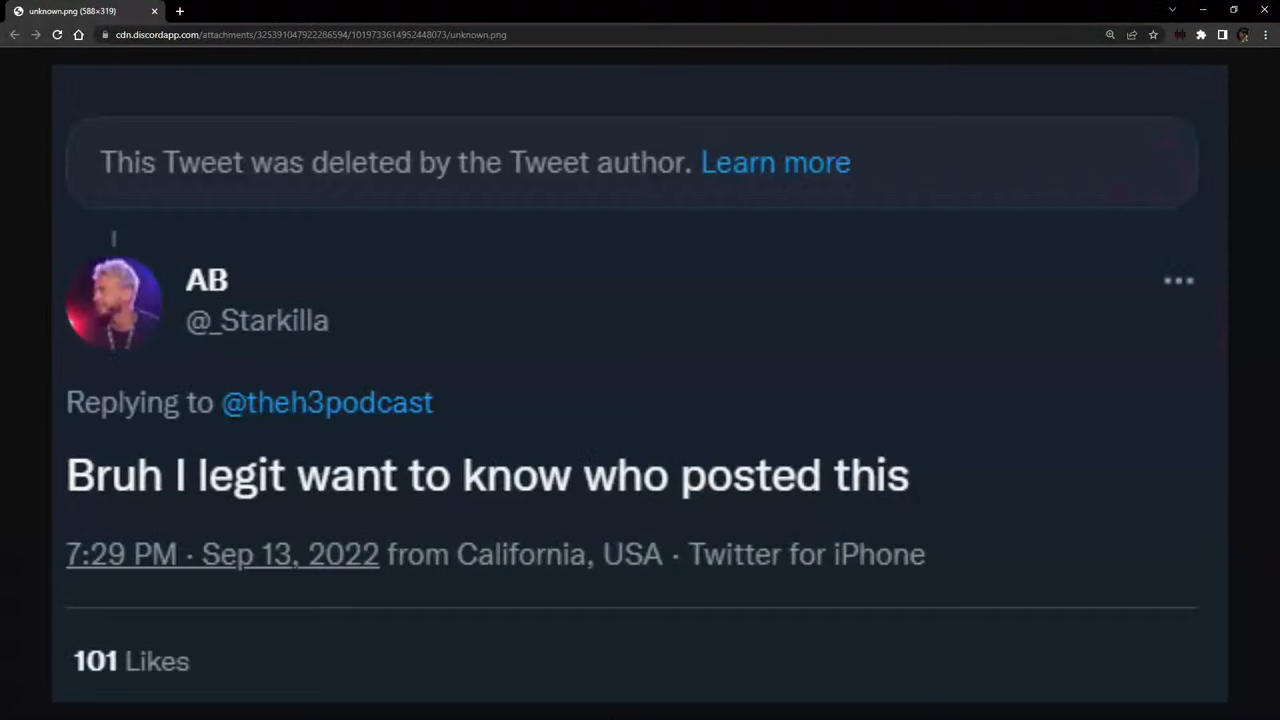 unknown.png (588×319)
cdn.discordapp.com/attachments/325391047922286594/1019733614952448073/unknown.png
This Tweet was deleted by the Tweet author. Learn more
AB
@_Starkilla
Replying to @theh3podcast
Bruh I legit want to know who posted this
7:29 PM · Sep 13, 2022 from California, USA · Twitter for iPhone
101 Likes